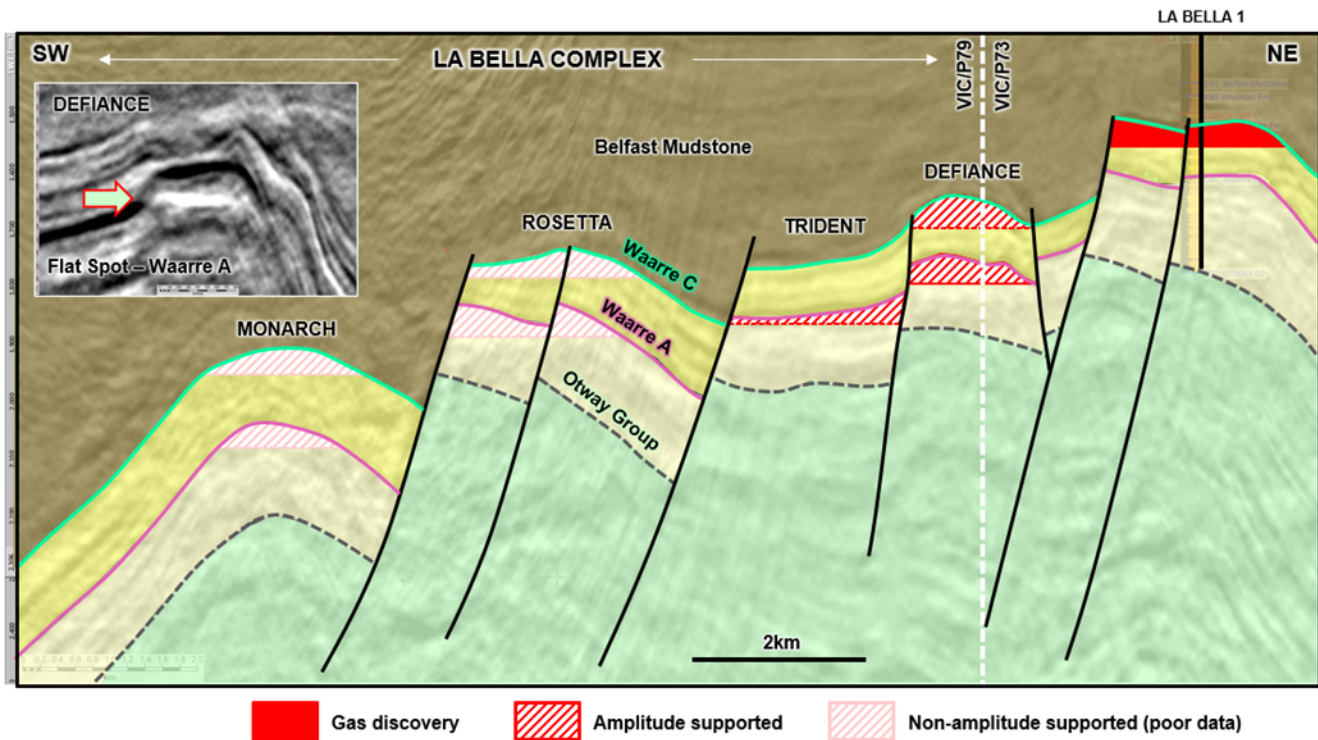 LA BELLA 1
SW
LA BELLA COMPLEX
VIC/P79
VIC/P73
NE
DEFIANCE
Flat Spot – Waarre A
Belfast Mudstone
DEFIANCE
ROSETTA
TRIDENT
Waarre C
MONARCH
Waarre A
Otway Group
2km
Gas discovery
Amplitude supported
Non-amplitude supported (poor data)